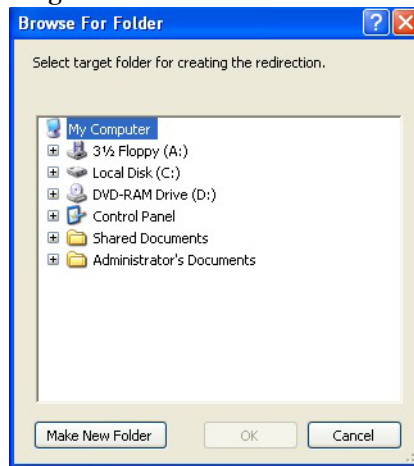 Browse For Folder
Select target folder for creating the redirection.
My Computer
3½ Floppy (A:)
Local Disk (C:)
DVD-RAM Drive (D:)
Control Panel
Shared Documents
Administrator's Documents
Make New Folder
OK
Cancel